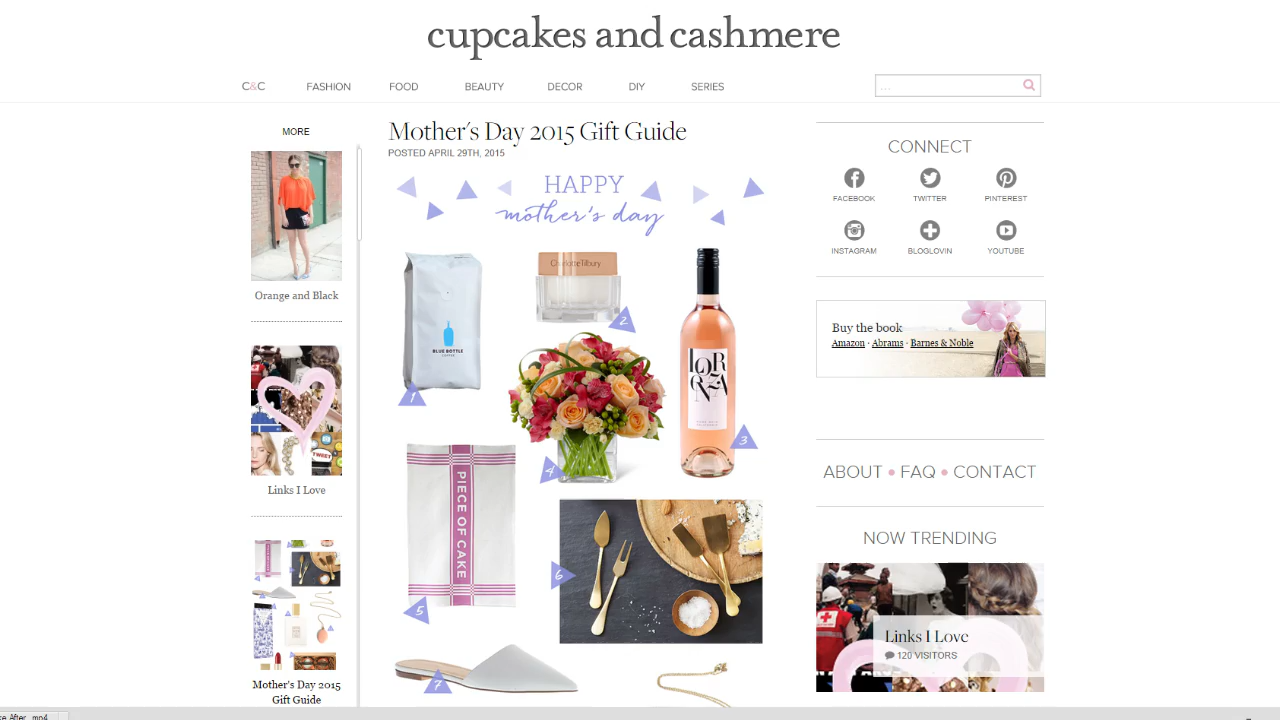 cupcakes and cashmere
C&C FASHION FOOD BEAUTY DECOR DIY SERIES
...
MORE
Orange and Black
TWEET
Links I Love
Mother's Day 2015
Gift Guide
Mother's Day 2015 Gift Guide
POSTED APRIL 29TH, 2015
HAPPY
mother's day
CharlotteTilbury
BLUE BOTTLE
COFFEE
1
2
3
4
PIECE OF CAKE
5
6
7
CONNECT
FACEBOOK TWITTER PINTEREST
INSTAGRAM BLOGLOVIN YOUTUBE
Buy the book
Amazon · Abrams · Barnes & Noble
ABOUT • FAQ • CONTACT
NOW TRENDING
Links I Love
120 VISITORS